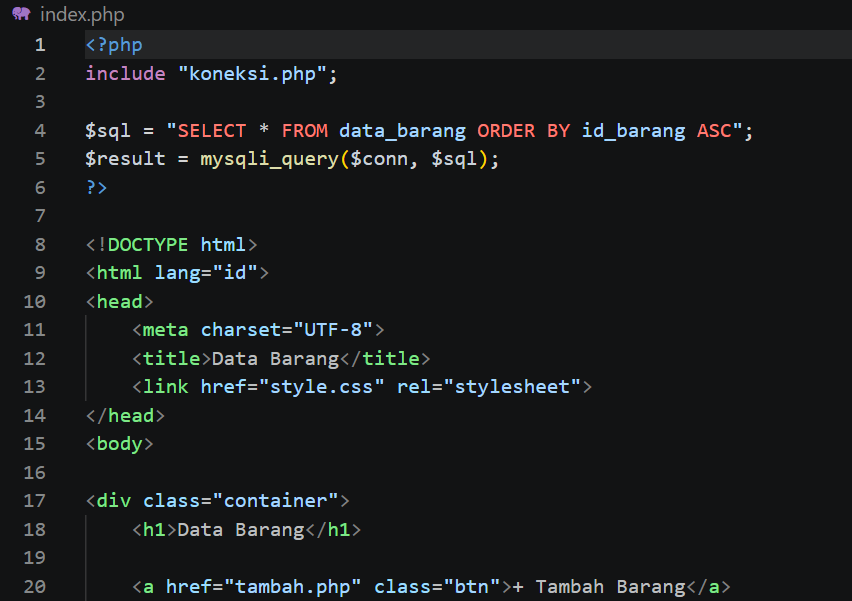 index.php
1 <?php
2 include "koneksi.php";
3
4 $sql = "SELECT * FROM data_barang ORDER BY id_barang ASC";
5 $result = mysqli_query($conn, $sql);
6 ?>
7
8 <!DOCTYPE html>
9 <html lang="id">
10 <head>
11     <meta charset="UTF-8">
12     <title>Data Barang</title>
13     <link href="style.css" rel="stylesheet">
14 </head>
15 <body>
16
17 <div class="container">
18     <h1>Data Barang</h1>
19
20     <a href="tambah.php" class="btn">+ Tambah Barang</a>